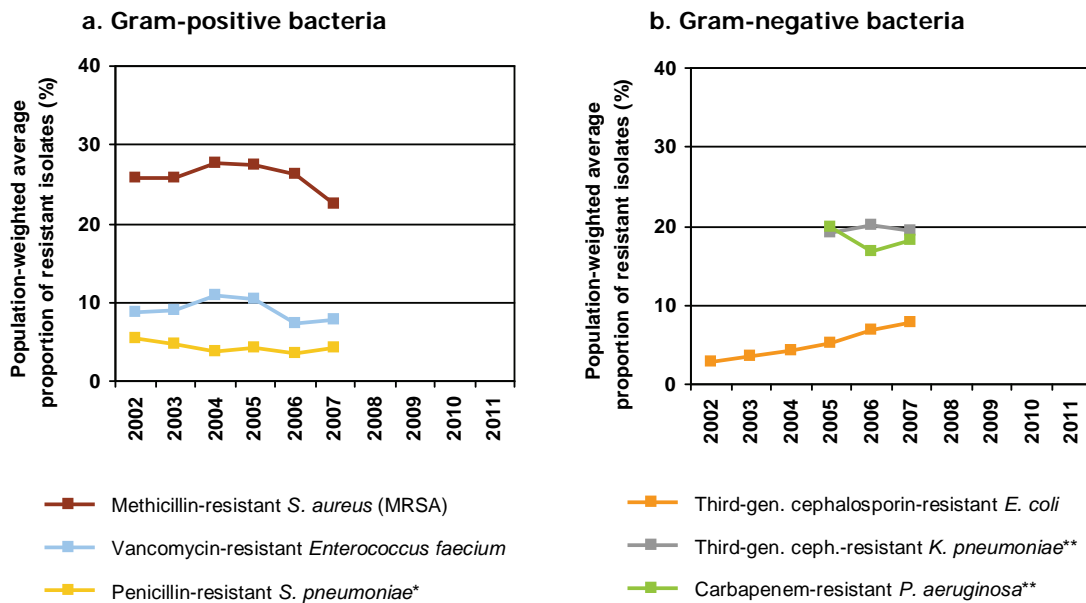 a. Gram-positive bacteria
Population-weighted average
proportion of resistant isolates (%)
40
30
20
10
0
2002
2003
2004
2005
2006
2007
2008
2009
2010
2011
Methicillin-resistant S. aureus (MRSA)
Vancomycin-resistant Enterococcus faecium
Penicillin-resistant S. pneumoniae*
b. Gram-negative bacteria
Population-weighted average
proportion of resistant isolates (%)
40
30
20
10
0
2002
2003
2004
2005
2006
2007
2008
2009
2010
2011
Third-gen. cephalosporin-resistant E. coli
Third-gen. ceph.-resistant K. pneumoniae**
Carbapenem-resistant P. aeruginosa**